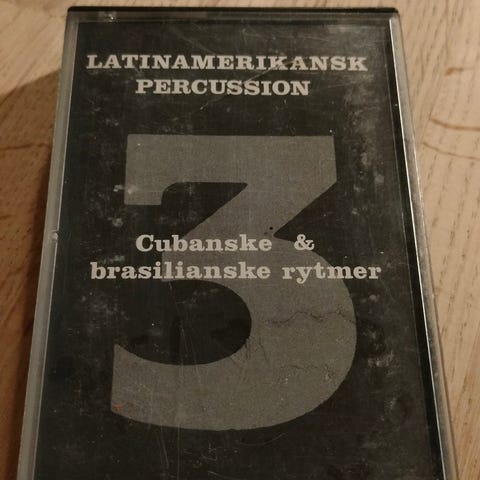 LATINAMERIKANSK
PERCUSSION
3
Cubanske &
brasilianske rytmer